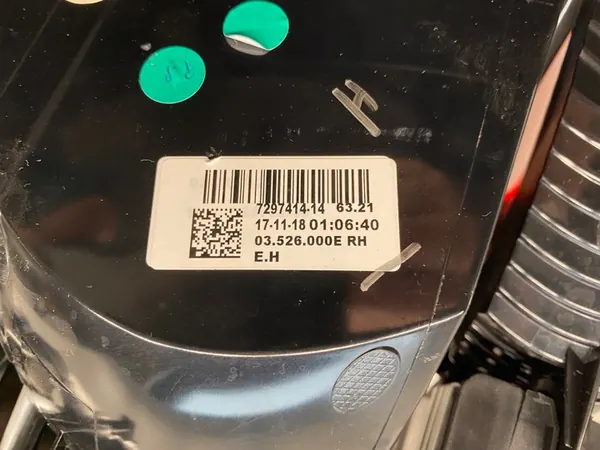 7297414-14 63.21
17-11-18 01:06:40
03.526.000E RH
E.H